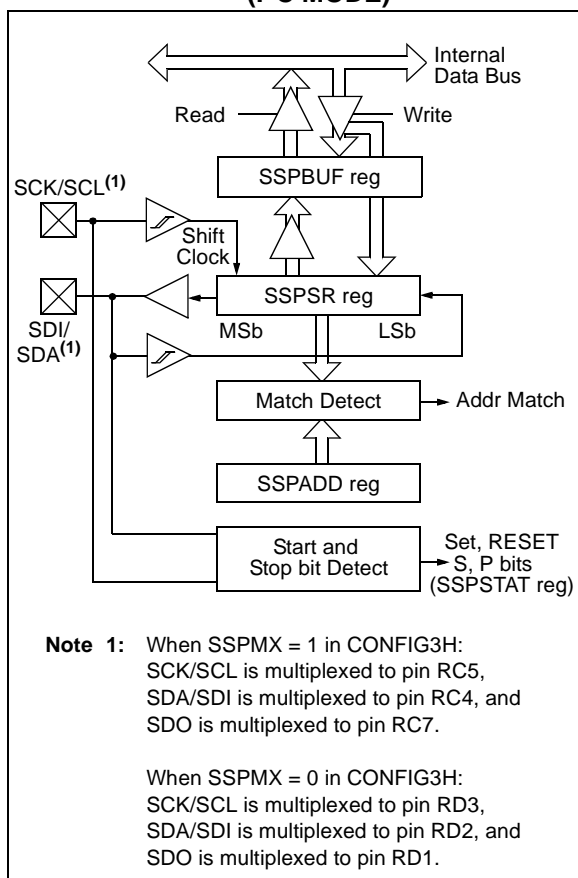 Internal
Data Bus
Read
Write
SSPBUF reg
SCK/SCL(1)
Shift
Clock
SSPSR reg
MSb
LSb
SDI/
SDA(1)
Match Detect
Addr Match
SSPADD reg
Start and
Stop bit Detect
Set, RESET
S, P bits
(SSPSTAT reg)
Note 1: When SSPMX = 1 in CONFIG3H:
SCK/SCL is multiplexed to pin RC5,
SDA/SDI is multiplexed to pin RC4, and
SDO is multiplexed to pin RC7.
When SSPMX = 0 in CONFIG3H:
SCK/SCL is multiplexed to pin RD3,
SDA/SDI is multiplexed to pin RD2, and
SDO is multiplexed to pin RD1.